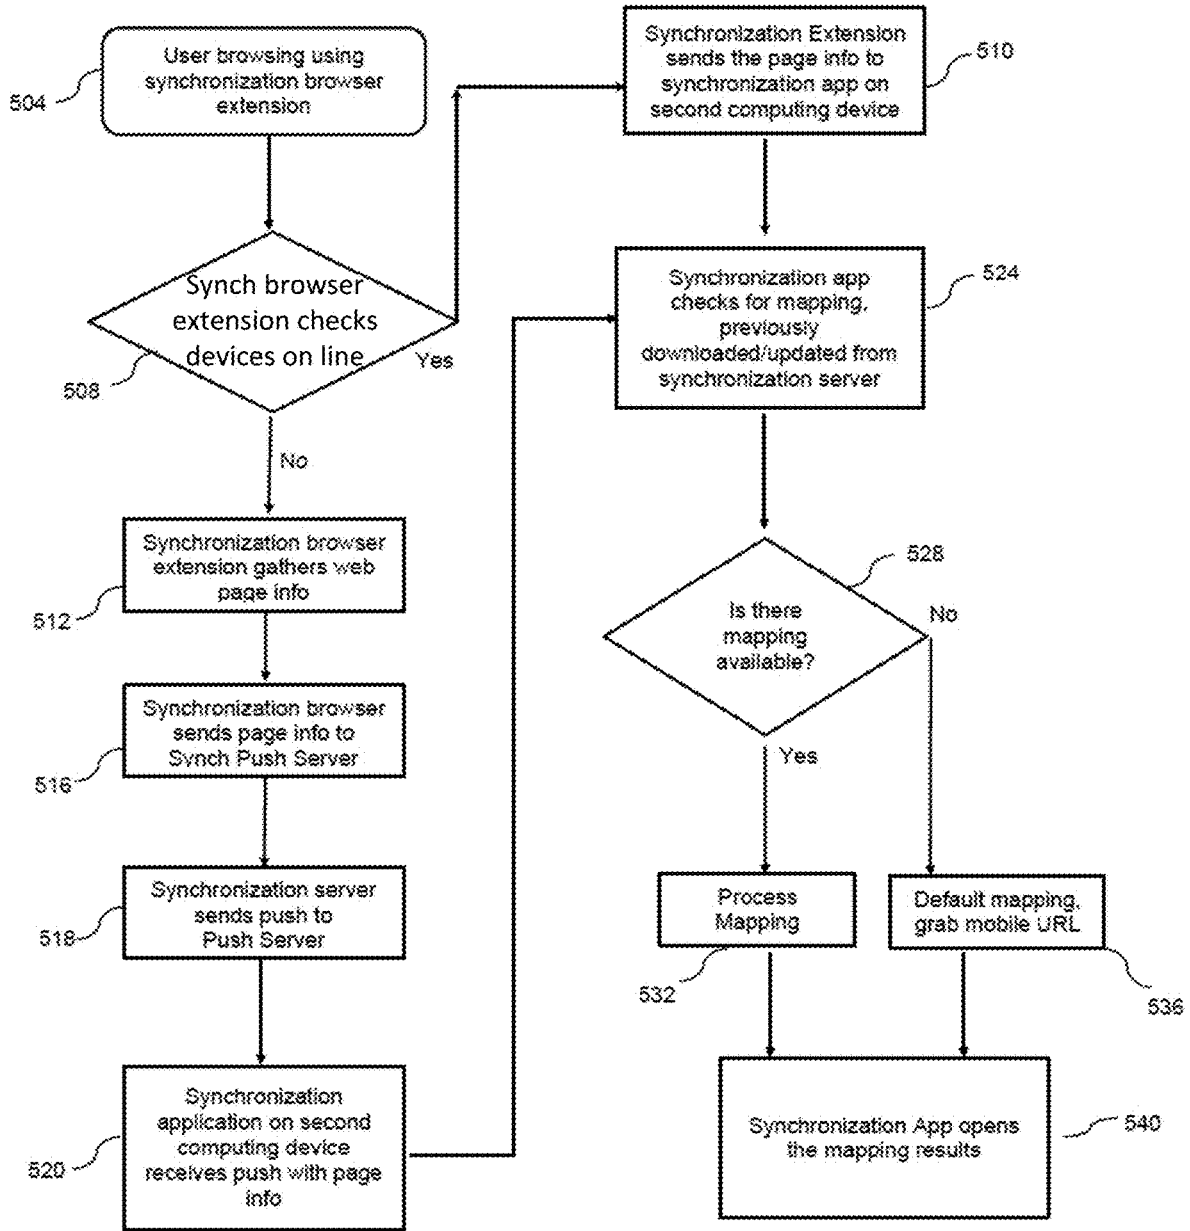 User browsing using
synchronization browser
extension
504
Synch browser
extension checks
devices on line
508
Yes
No
Synchronization browser
extension gathers web
page info
512
Synchronization browser
sends page info to
Synch Push Server
516
Synchronization server
sends push to
Push Server
518
Synchronization
application on second
computing device
receives push with page
info
520
Synchronization Extension
sends the page info to
synchronization app on
second computing device
510
Synchronization app
checks for mapping,
previously
downloaded/updated from
synchronization server
524
Is there
mapping
available?
528
No
Yes
Process
Mapping
532
Default mapping,
grab mobile URL
536
Synchronization App opens
the mapping results
540